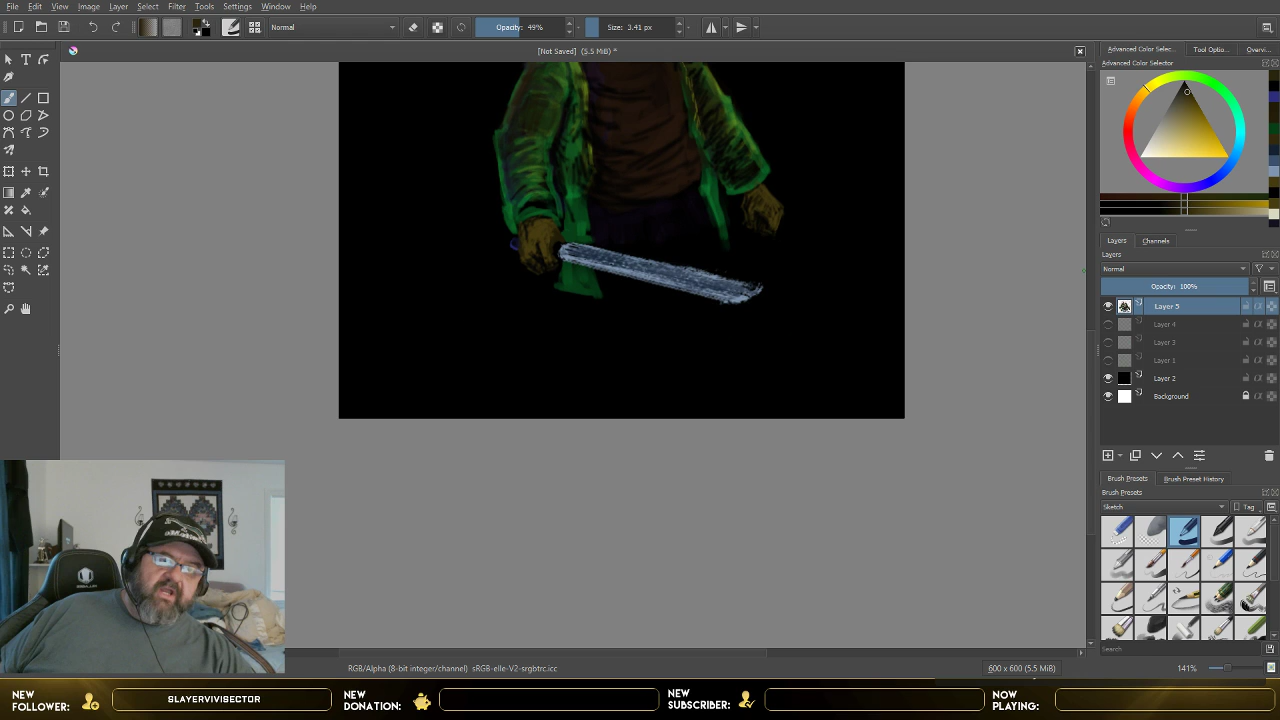 File Edit View Image Layer Select Filter Tools Settings Window Help
Normal Opacity: 49% Size: 3.41 px
[Not Saved] (5.5 MiB) *
Advanced Color Selec... Tool Optio... Overvi...
Advanced Color Selector
Layers Channels
Layers
Normal
Opacity: 100%
Layer 5
Layer 4
Layer 3
Layer 1
Layer 2
Background
Brush Presets Brush Preset History
Brush Presets
Sketch Tag
Search
RGB/Alpha (8-bit integer/channel) sRGB-elle-V2-srgbtrc.icc 600 x 600 (5.5 MiB) 141%
NEW FOLLOWER: SLAYERVIVISECTOR
NEW DONATION:
NEW SUBSCRIBER:
NOW PLAYING: